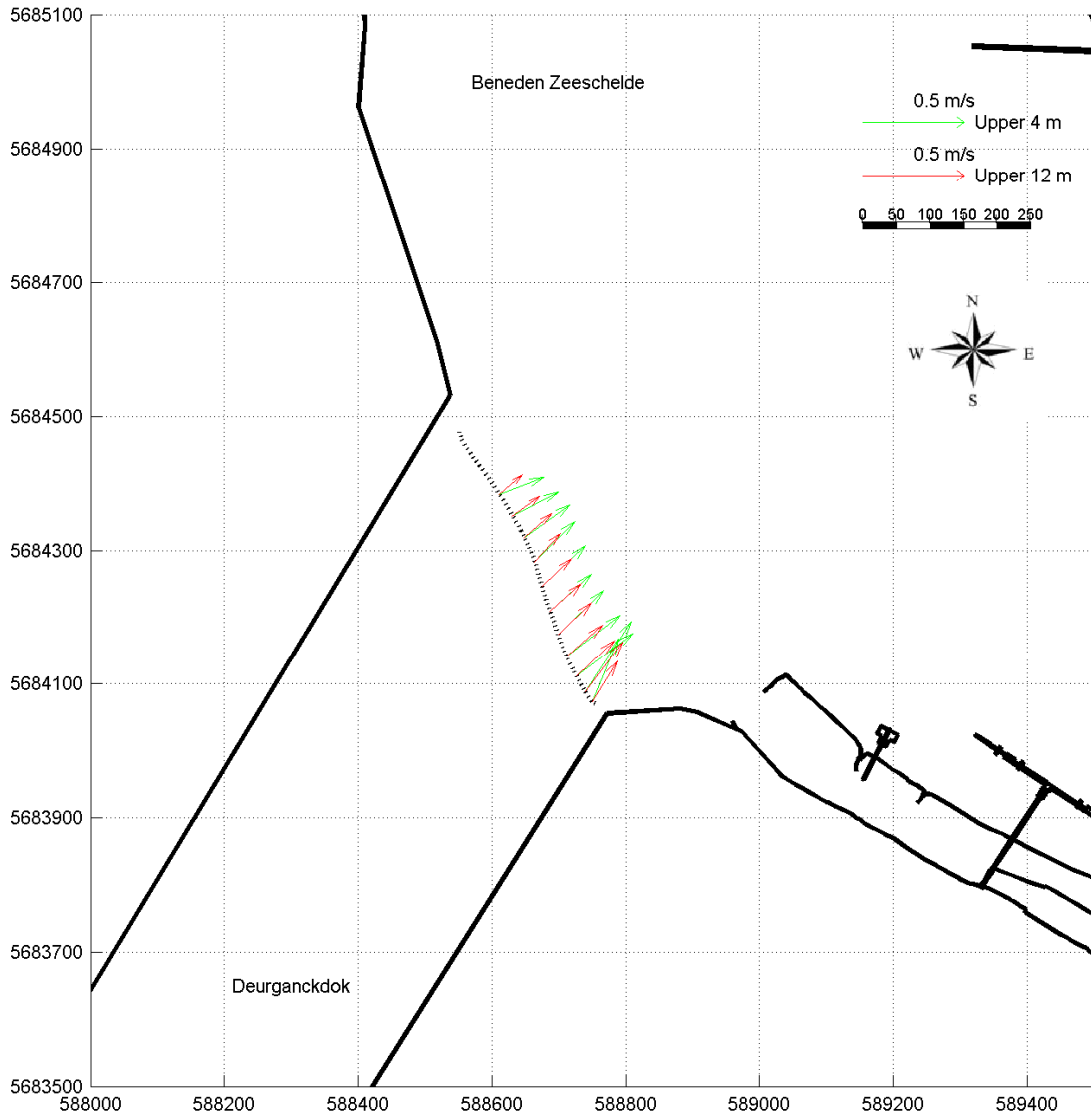 5685100
Beneden Zeeschelde
0.5 m/s
Upper 4 m
5684900
0.5 m/s
Upper 12 m
0 50 100 150 200 250
5684700
N
W E
S
5684500
5684300
5684100
5683900
5683700
Deurganckdok
5683500
588000 588200 588400 588600 588800 589000 589200 589400